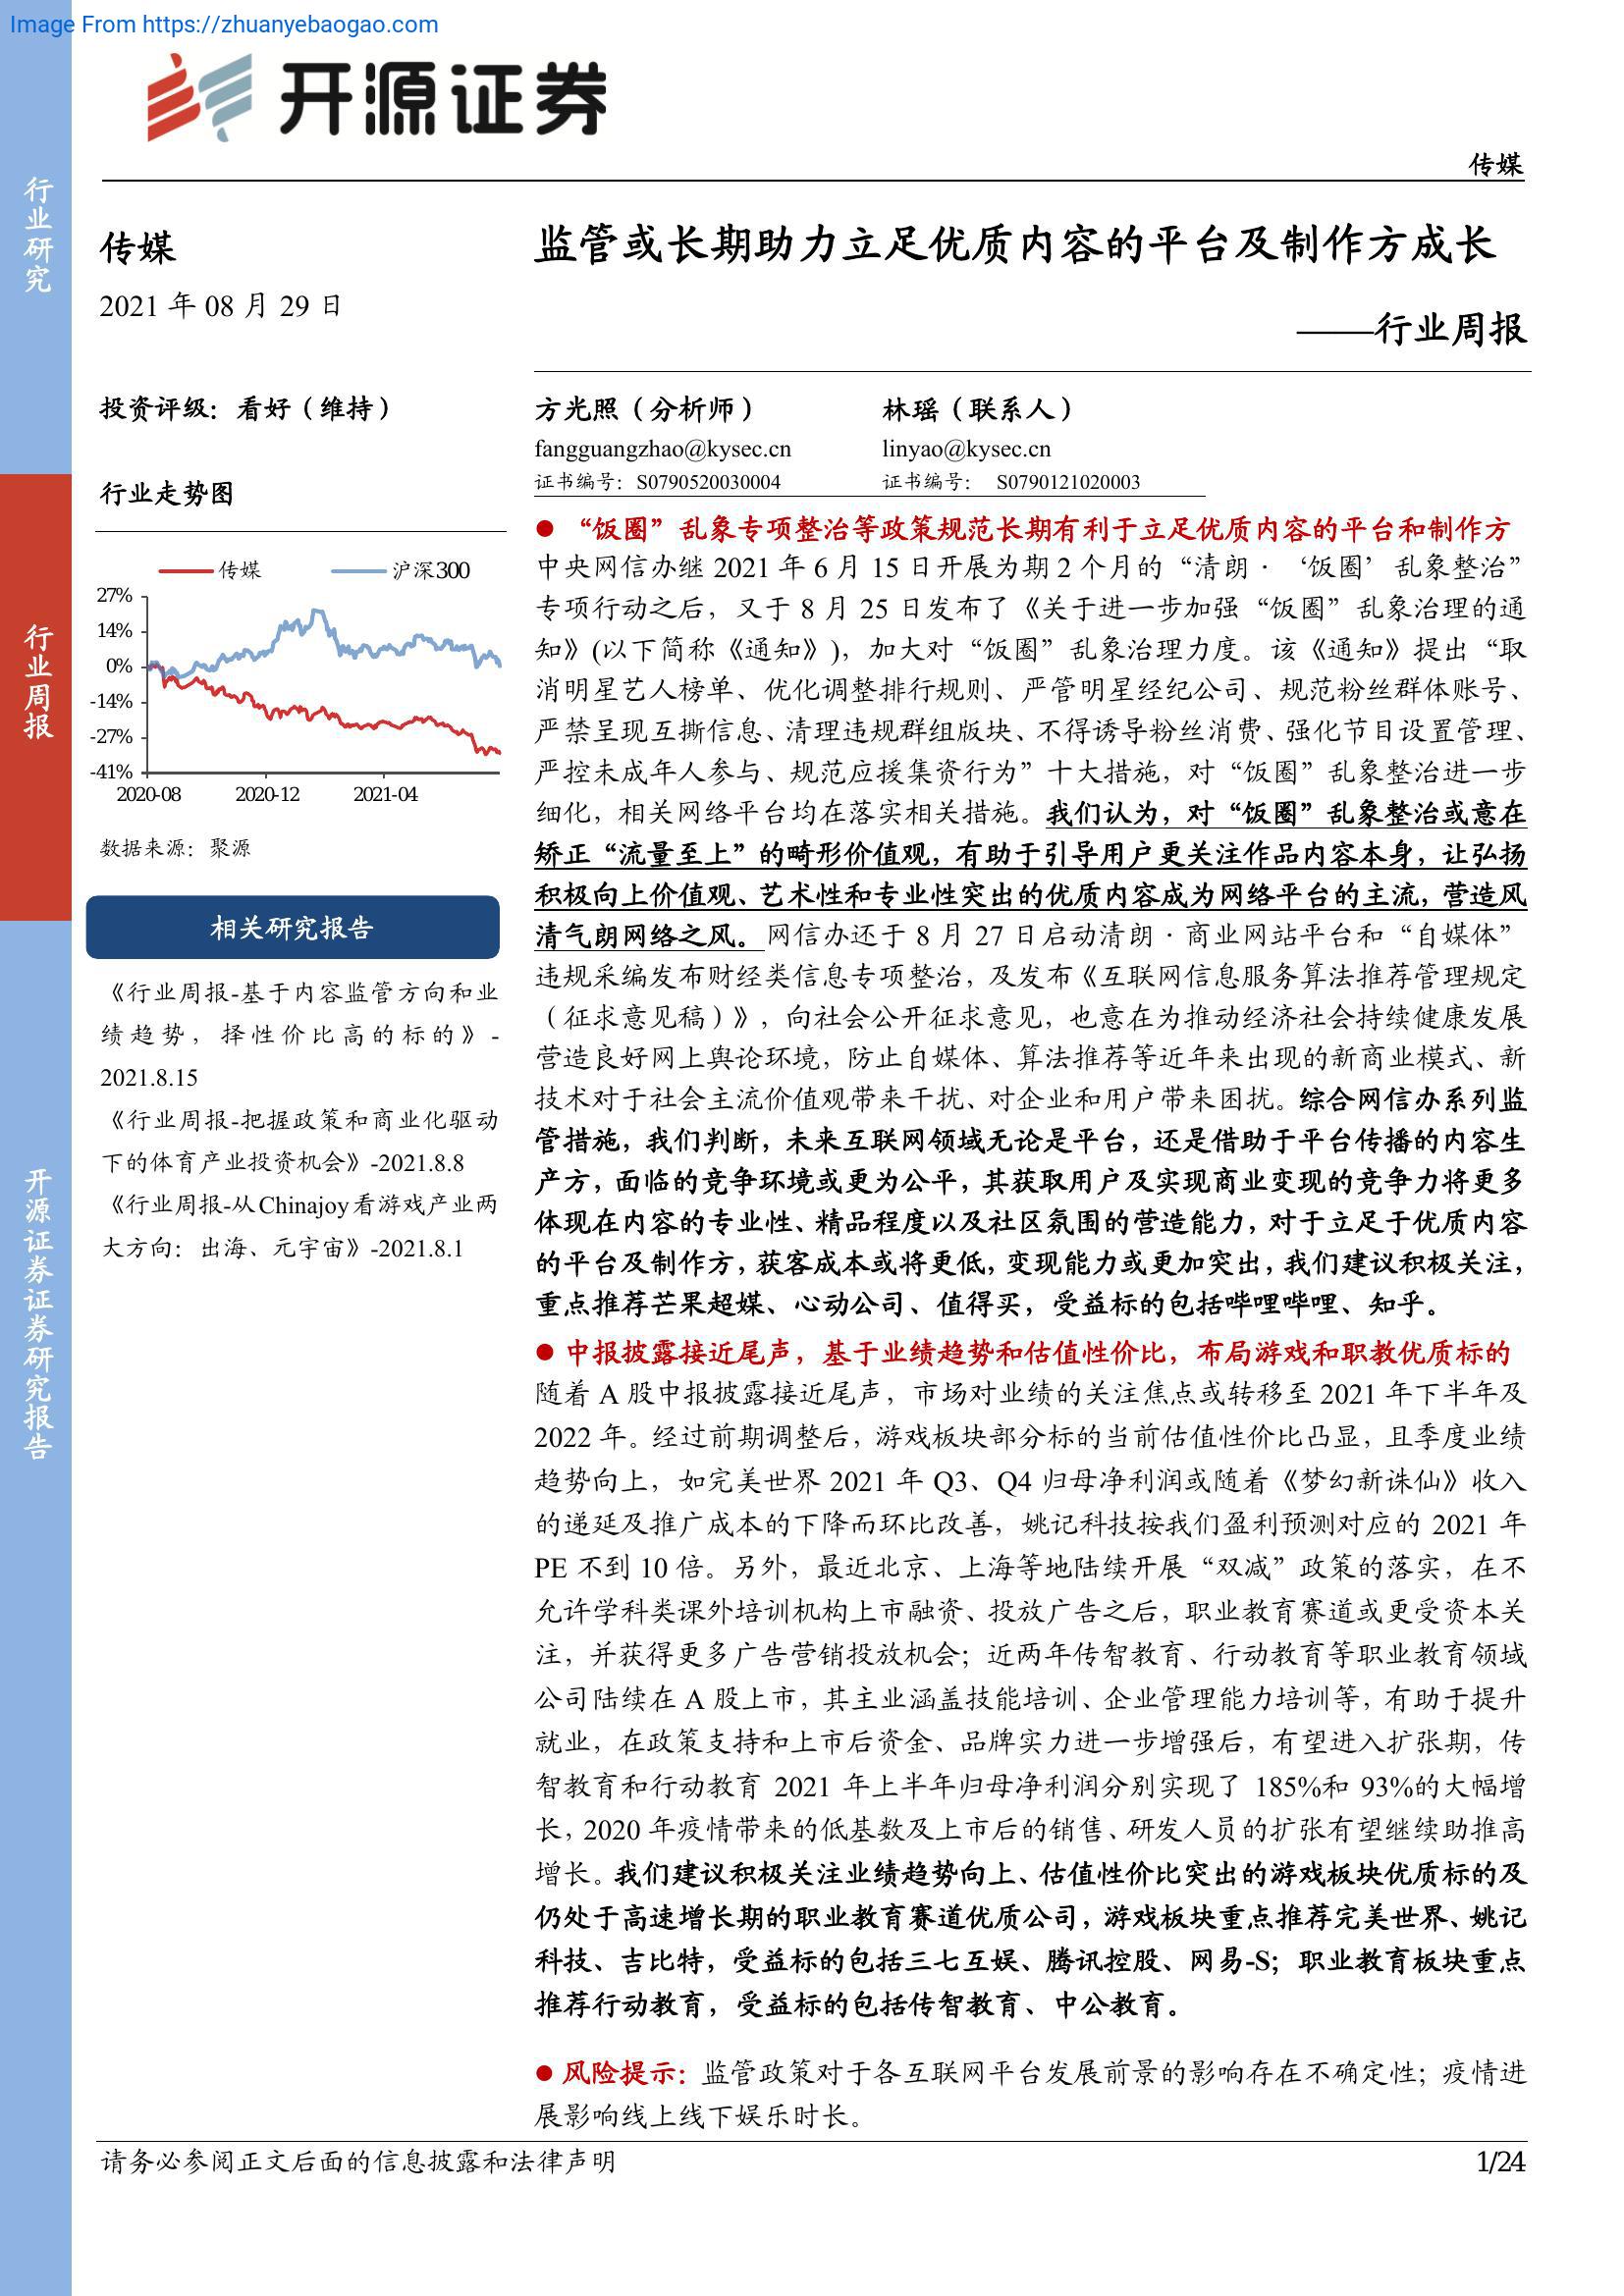 Image From https://zhuanyebaogao.com
开源证券
传媒
行业研究
行业周报
开源证券证券研究报告
传媒
2021 年 08 月 29 日
投资评级：看好（维持）
行业走势图
传媒 沪深300
27%
14%
0%
-14%
-27%
-41%
2020-08 2020-12 2021-04
数据来源：聚源
相关研究报告
《行业周报-基于内容监管方向和业
绩趋势，择性价比高的标的》-
2021.8.15
《行业周报-把握政策和商业化驱动
下的体育产业投资机会》-2021.8.8
《行业周报-从Chinajoy看游戏产业两
大方向：出海、元宇宙》-2021.8.1
监管或长期助力立足优质内容的平台及制作方成长
——行业周报
方光照（分析师） 林瑶（联系人）
fangguangzhao@kysec.cn linyao@kysec.cn
证书编号：S0790520030004 证书编号： S0790121020003
● “饭圈”乱象专项整治等政策规范长期有利于立足优质内容的平台和制作方
中央网信办继 2021 年 6 月 15 日开展为期 2 个月的“清朗·‘饭圈’乱象整治”
专项行动之后，又于 8 月 25 日发布了《关于进一步加强“饭圈”乱象治理的通
知》(以下简称《通知》)，加大对“饭圈”乱象治理力度。该《通知》提出“取
消明星艺人榜单、优化调整排行规则、严管明星经纪公司、规范粉丝群体账号、
严禁呈现互撕信息、清理违规群组版块、不得诱导粉丝消费、强化节目设置管理、
严控未成年人参与、规范应援集资行为”十大措施，对“饭圈”乱象整治进一步
细化，相关网络平台均在落实相关措施。我们认为，对“饭圈”乱象整治或意在
矫正“流量至上”的畸形价值观，有助于引导用户更关注作品内容本身，让弘扬
积极向上价值观、艺术性和专业性突出的优质内容成为网络平台的主流，营造风
清气朗网络之风。网信办还于 8 月 27 日启动清朗·商业网站平台和“自媒体”
违规采编发布财经类信息专项整治，及发布《互联网信息服务算法推荐管理规定
（征求意见稿）》，向社会公开征求意见，也意在为推动经济社会持续健康发展
营造良好网上舆论环境，防止自媒体、算法推荐等近年来出现的新商业模式、新
技术对于社会主流价值观带来干扰、对企业和用户带来困扰。综合网信办系列监
管措施，我们判断，未来互联网领域无论是平台，还是借助于平台传播的内容生
产方，面临的竞争环境或更为公平，其获取用户及实现商业变现的竞争力将更多
体现在内容的专业性、精品程度以及社区氛围的营造能力，对于立足于优质内容
的平台及制作方，获客成本或将更低，变现能力或更加突出，我们建议积极关注，
重点推荐芒果超媒、心动公司、值得买，受益标的包括哔哩哔哩、知乎。
● 中报披露接近尾声，基于业绩趋势和估值性价比，布局游戏和职教优质标的
随着 A 股中报披露接近尾声，市场对业绩的关注焦点或转移至 2021 年下半年及
2022 年。经过前期调整后，游戏板块部分标的当前估值性价比凸显，且季度业绩
趋势向上，如完美世界 2021 年 Q3、Q4 归母净利润或随着《梦幻新诛仙》收入
的递延及推广成本的下降而环比改善，姚记科技按我们盈利预测对应的 2021 年
PE 不到 10 倍。另外，最近北京、上海等地陆续开展“双减”政策的落实，在不
允许学科类课外培训机构上市融资、投放广告之后，职业教育赛道或更受资本关
注，并获得更多广告营销投放机会；近两年传智教育、行动教育等职业教育领域
公司陆续在 A 股上市，其主业涵盖技能培训、企业管理能力培训等，有助于提升
就业，在政策支持和上市后资金、品牌实力进一步增强后，有望进入扩张期，传
智教育和行动教育 2021 年上半年归母净利润分别实现了 185%和 93%的大幅增
长，2020 年疫情带来的低基数及上市后的销售、研发人员的扩张有望继续助推高
增长。我们建议积极关注业绩趋势向上、估值性价比突出的游戏板块优质标的及
仍处于高速增长期的职业教育赛道优质公司，游戏板块重点推荐完美世界、姚记
科技、吉比特，受益标的包括三七互娱、腾讯控股、网易-S；职业教育板块重点
推荐行动教育，受益标的包括传智教育、中公教育。
● 风险提示：监管政策对于各互联网平台发展前景的影响存在不确定性；疫情进
展影响线上线下娱乐时长。
请务必参阅正文后面的信息披露和法律声明 1/24